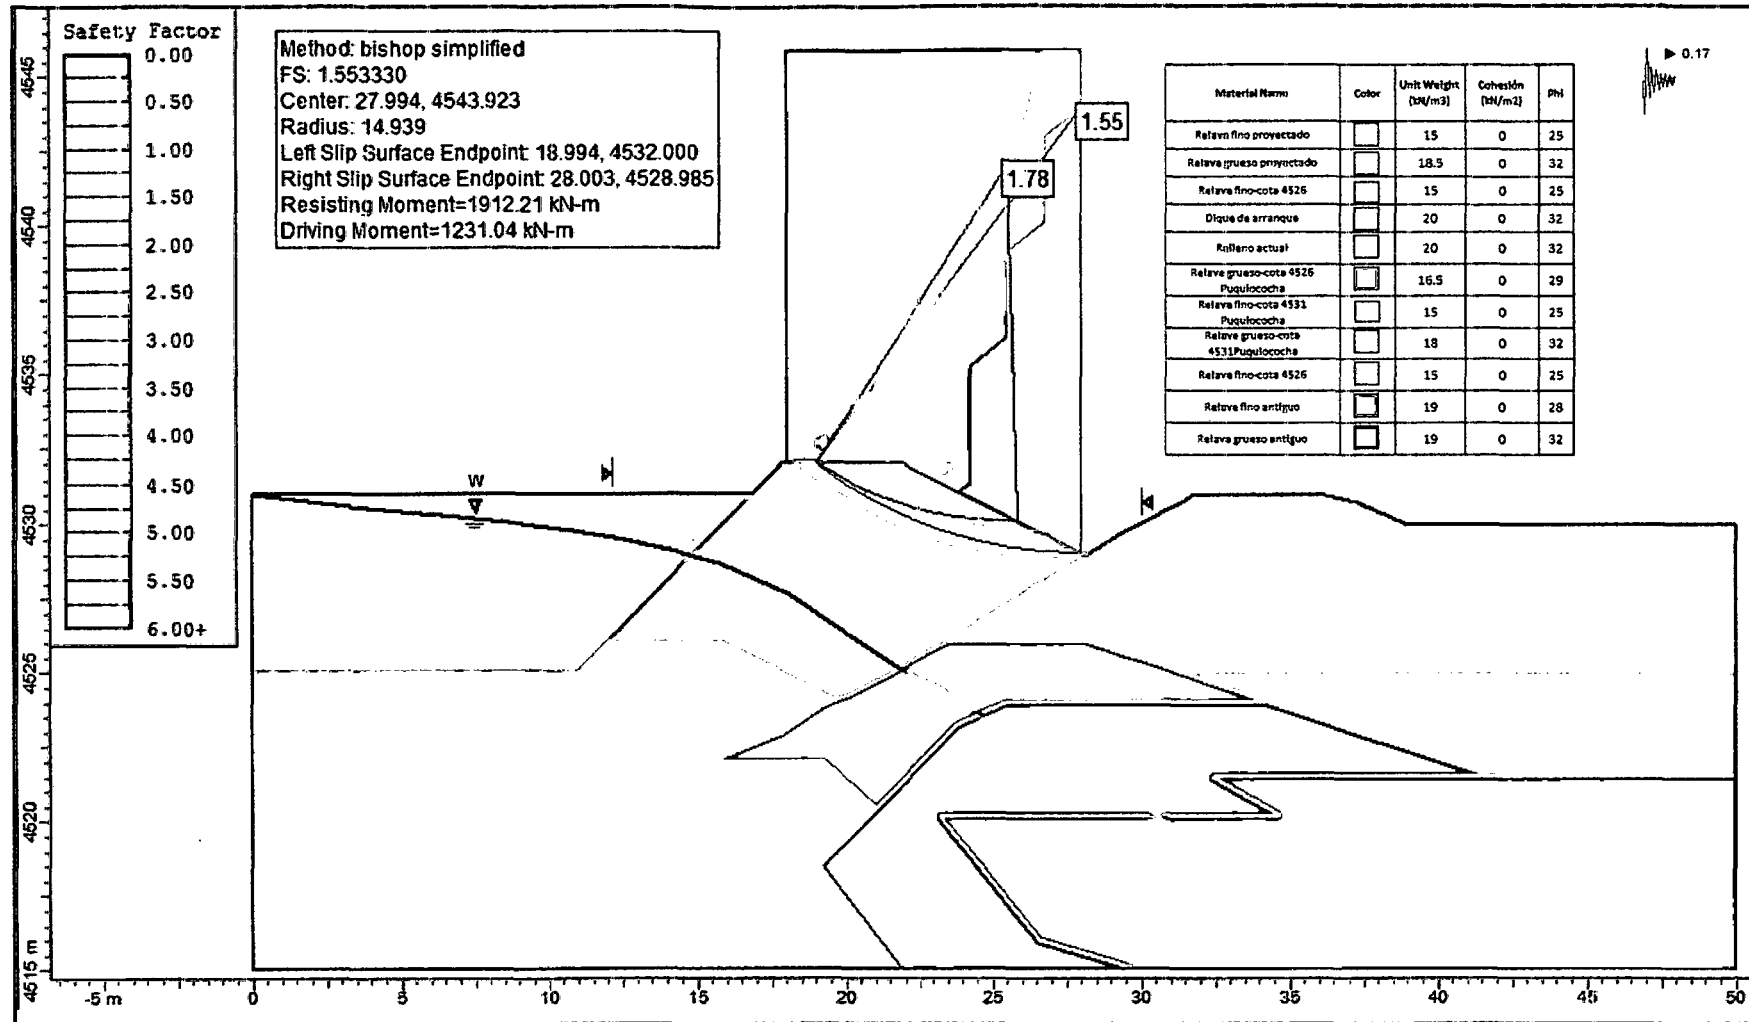 Safety Factor
0.00
0.50
1.00
1.50
2.00
2.50
3.00
3.50
4.00
4.50
5.00
5.50
6.00+
Method: bishop simplified
FS: 1.553330
Center: 27.994, 4543.923
Radius: 14.939
Left Slip Surface Endpoint: 18.994, 4532.000
Right Slip Surface Endpoint: 28.003, 4528.985
Resisting Moment=1912.21 kN-m
Driving Moment=1231.04 kN-m
1.55
1.78
0.17
Material Name Color Unit Weight (kN/m3) Cohesión (kN/m2) Phi
Relave fino proyectado 15 0 25
Relave grueso proyectado 18.5 0 32
Relave fino-cota 4526 15 0 25
Dique de arranque 20 0 32
Relleno actual 20 0 32
Relave grueso-cota 4526 Puquiococha 16.5 0 29
Relave fino-cota 4531 Puquiococha 15 0 25
Relave grueso-cota 4531Puquiococha 18 0 32
Relave fino-cota 4526 15 0 25
Relave fino antiguo 19 0 28
Relave grueso antiguo 19 0 32
W
4545
4540
4535
4530
4525
4520
4515 m
-5 m 0 5 10 15 20 25 30 35 40 45 50